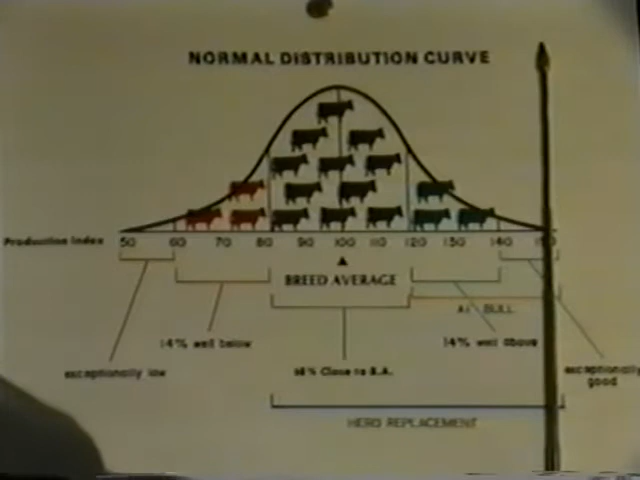 NORMAL DISTRIBUTION CURVE
Production Index 50 60 70 80 90 100 110 120 130 140 150
BREED AVERAGE
A.I. BULL
14% well below
14% well above
exceptionally low
68% Close to B.A.
exceptionally
good
HERD REPLACEMENT